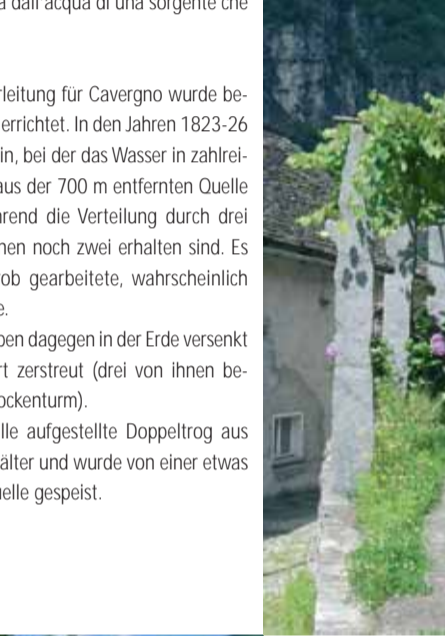 a dall'acqua di una sorgente che
rleitung für Cavergno wurde be-
errichtet. In den Jahren 1823-26
in, bei der das Wasser in zahlrei-
aus der 700 m entfernten Quelle
rend die Verteilung durch drei
nen noch zwei erhalten sind. Es
ob gearbeitete, wahrscheinlich
e.
ben dagegen in der Erde versenkt
rt zerstreut (drei von ihnen be-
ockenturm).
lle aufgestellte Doppeltrog aus
älter und wurde von einer etwas
uelle gespeist.